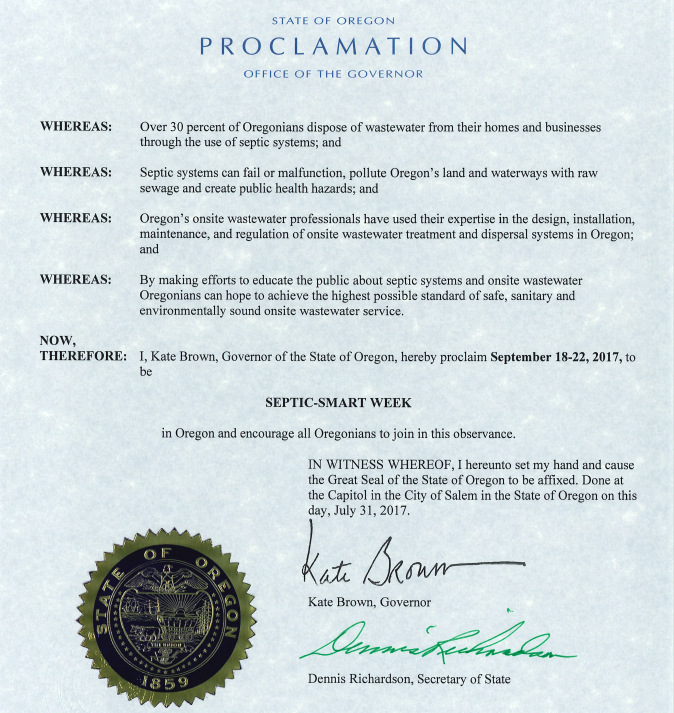 STATE OF OREGON
PROCLAMATION
OFFICE OF THE GOVERNOR
WHEREAS: Over 30 percent of Oregonians dispose of wastewater from their homes and businesses
through the use of septic systems; and
WHEREAS: Septic systems can fail or malfunction, pollute Oregon's land and waterways with raw
sewage and create public health hazards; and
WHEREAS: Oregon's onsite wastewater professionals have used their expertise in the design, installation,
maintenance, and regulation of onsite wastewater treatment and dispersal systems in Oregon;
and
WHEREAS: By making efforts to educate the public about septic systems and onsite wastewater
Oregonians can hope to achieve the highest possible standard of safe, sanitary and
environmentally sound onsite wastewater service.
NOW,
THEREFORE: I, Kate Brown, Governor of the State of Oregon, hereby proclaim September 18-22, 2017, to
be
SEPTIC-SMART WEEK
in Oregon and encourage all Oregonians to join in this observance.
IN WITNESS WHEREOF, I hereunto set my hand and cause
the Great Seal of the State of Oregon to be affixed. Done at
the Capitol in the City of Salem in the State of Oregon on this
day, July 31, 2017.
Kate Brown
Kate Brown, Governor
Dennis Richardson
Dennis Richardson, Secretary of State
STATE OF OREGON
THE UNION
1859